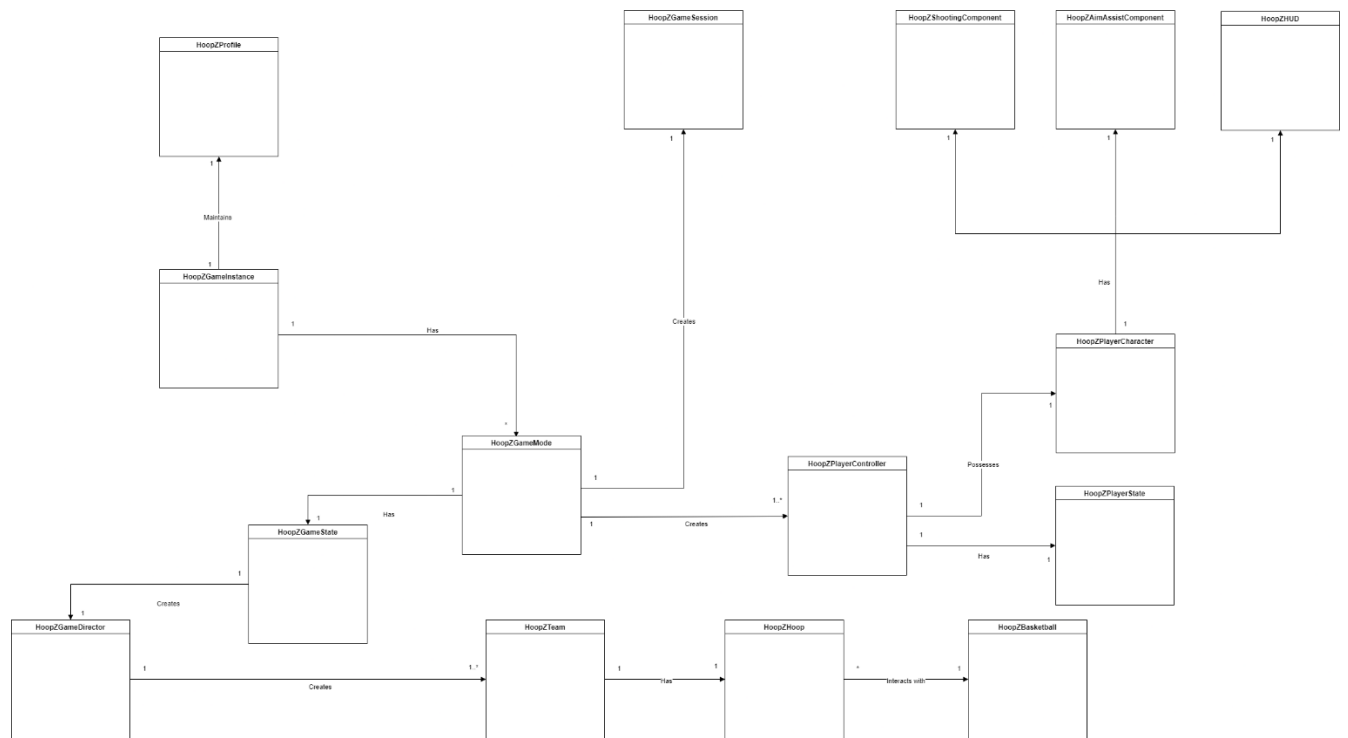 HoopZGameSession
HoopZShootingComponent
HoopZAimAssistComponent
HoopZHUD
HoopZProfile
1
1
1
1
1
Maintains
1
HoopZGameInstance
1
Has
Creates
Has
1
HoopZPlayerCharacter
1
*
HoopZGameMode
HoopZPlayerController
Possesses
1
1
1
Has
1
HoopZGameState
1
Creates
1..*
1
HoopZPlayerState
1
Has
1
1
Creates
1
HoopZGameDirector
HoopZTeam
HoopZHoop
HoopZBasketball
1
Creates
1..*
1
Has
1
*
Interacts with
1